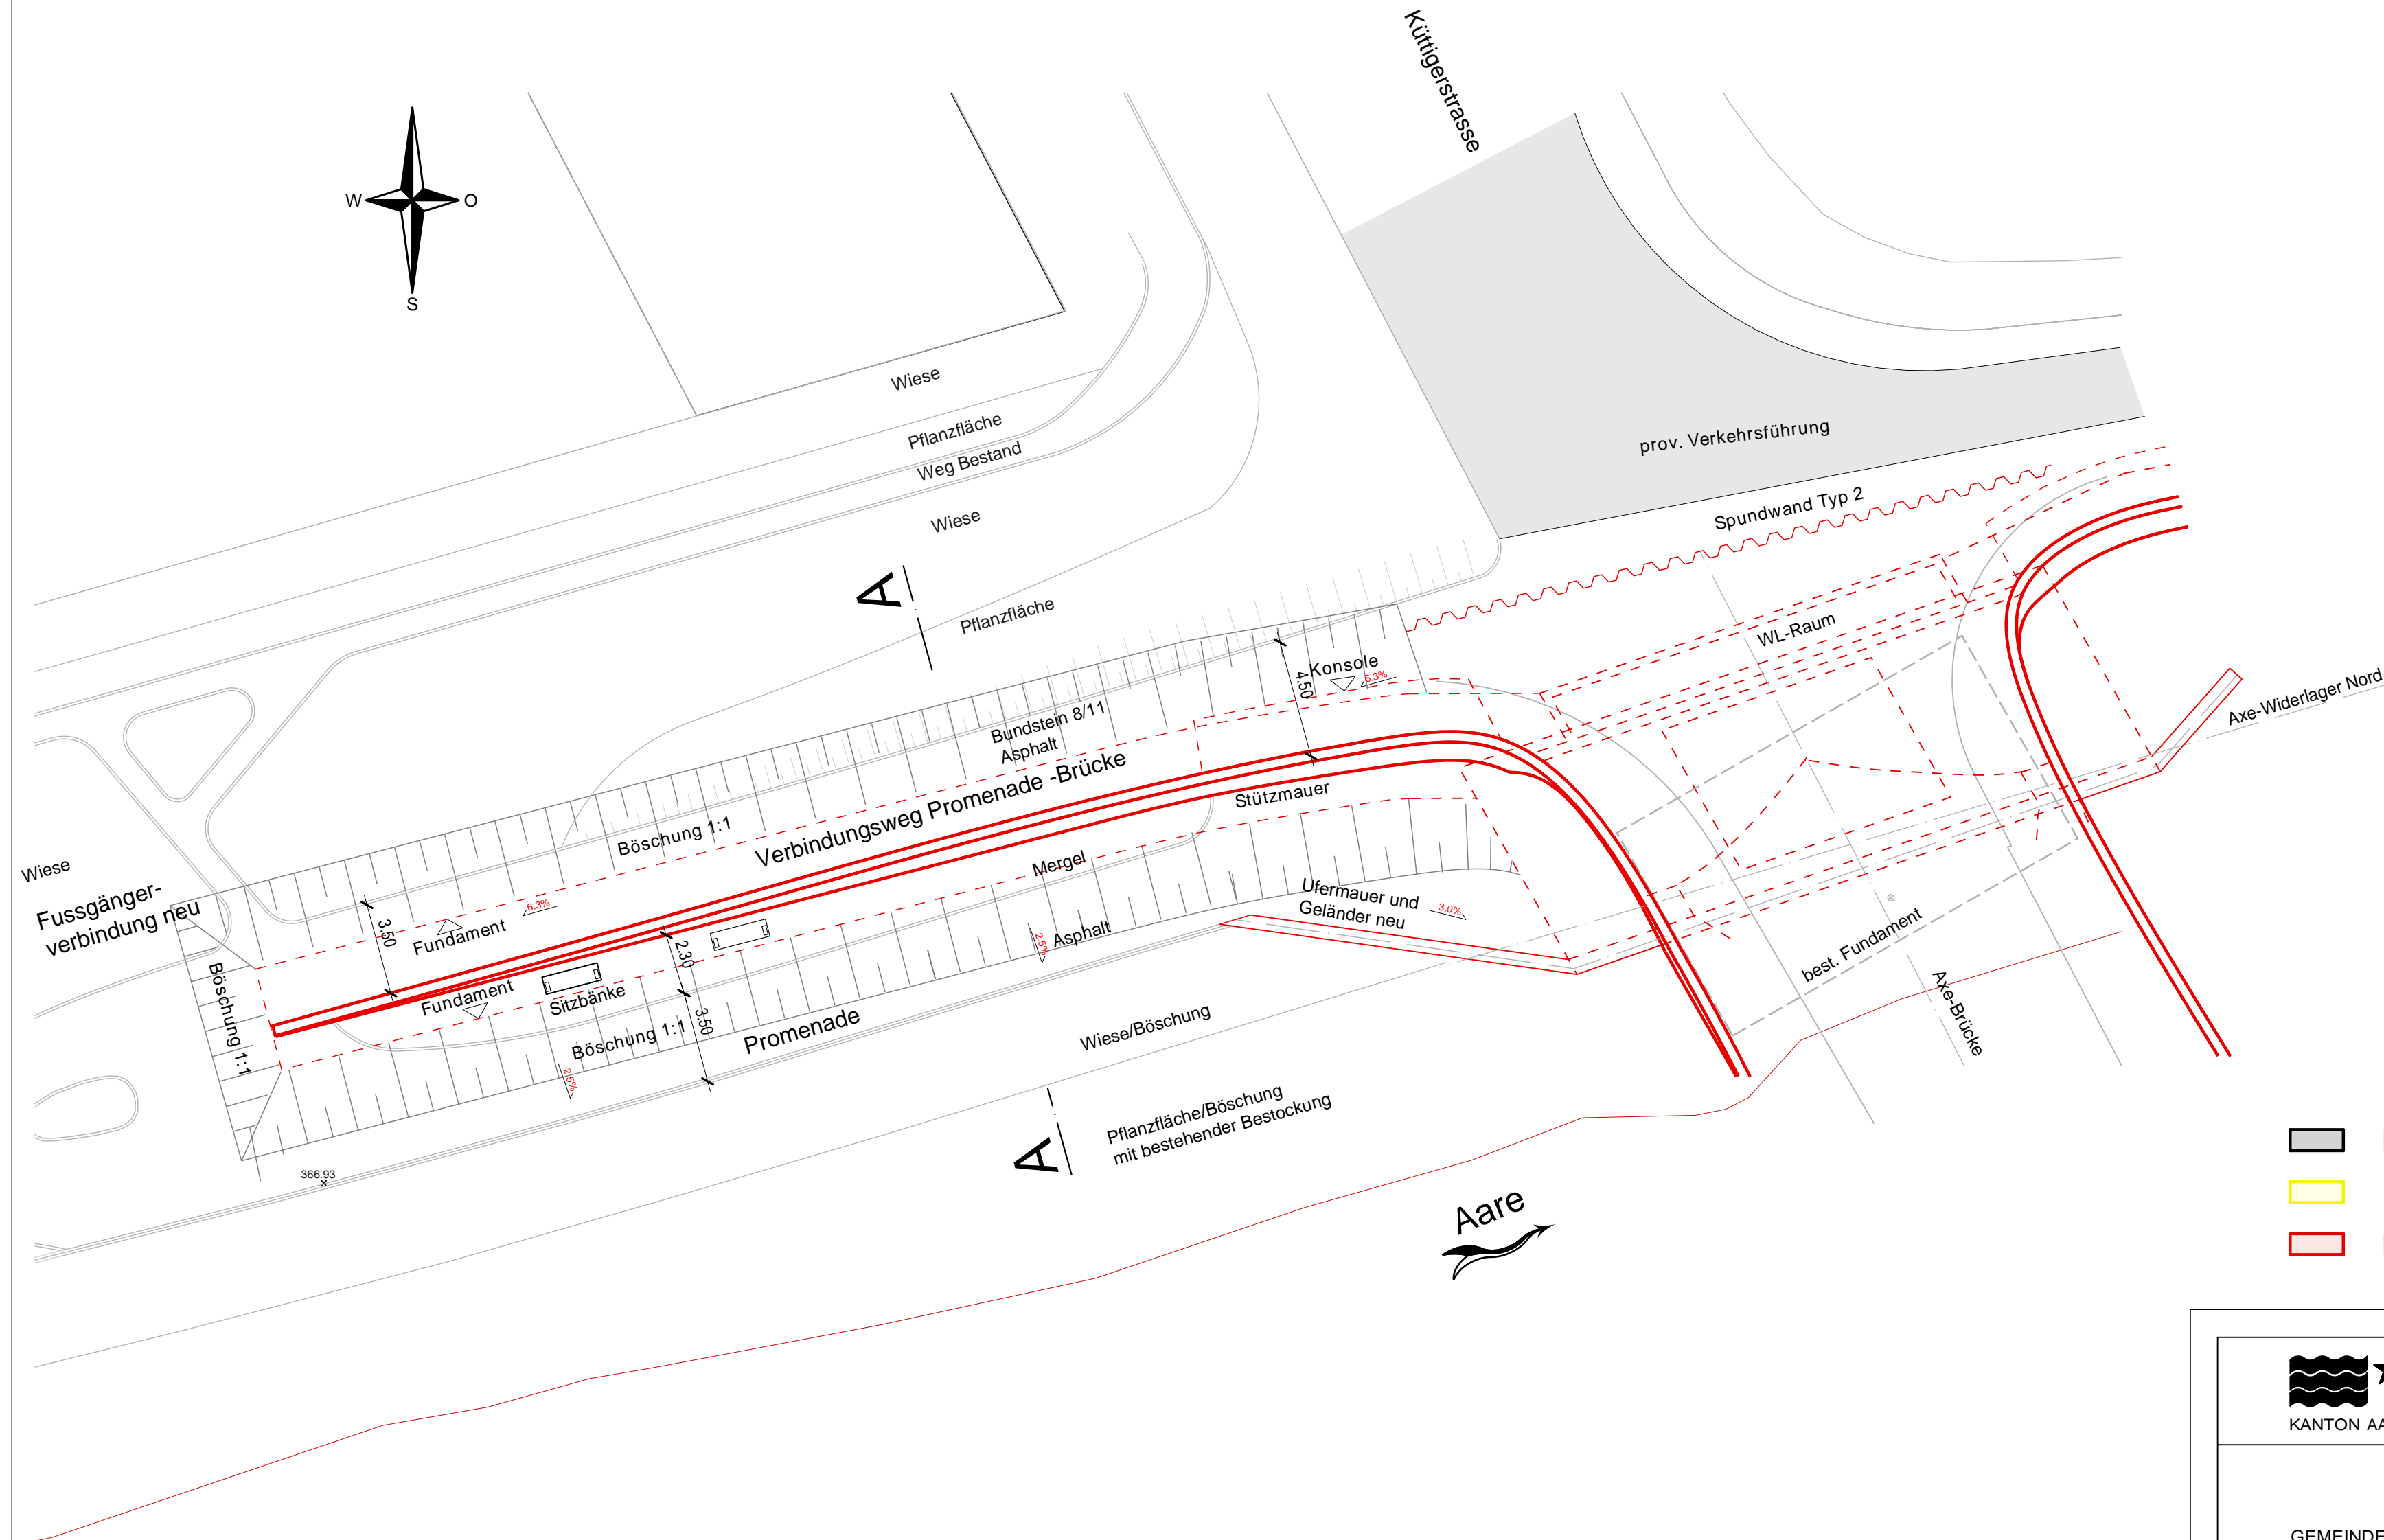 Küttigerstrasse
W
O
S
Wiese
Pflanzfläche
Weg Bestand
Wiese
prov. Verkehrsführung
Spundwand Typ 2
A
Pflanzfläche
WL-Raum
Konsole
6.3%
4.50
Axe-Widerlager Nord
Bundstein 8/11
Asphalt
Verbindungsweg Promenade -Brücke
Stützmauer
Böschung 1:1
Mergel
Wiese
Fussgänger-
verbindung neu
6.3%
3.50
Fundament
Ufermauer und
Geländer neu
3.0%
2.5%
Asphalt
2.30
best. Fundament
Böschung 1:1
Fundament
Sitzbänke
3.50
Böschung 1:1
2.5%
Promenade
Wiese/Böschung
Axe-Brücke
A
Pflanzfläche/Böschung
mit bestehender Bestockung
366.93
Aare
KANTON AA
GEMEINDE